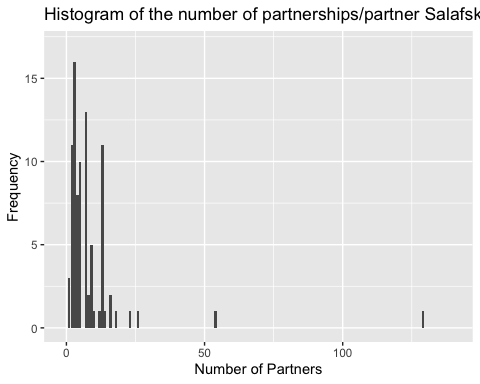 Histogram of the number of partnerships/partner Salafsk
15
10
5
0
Frequency
0 50 100
Number of Partners